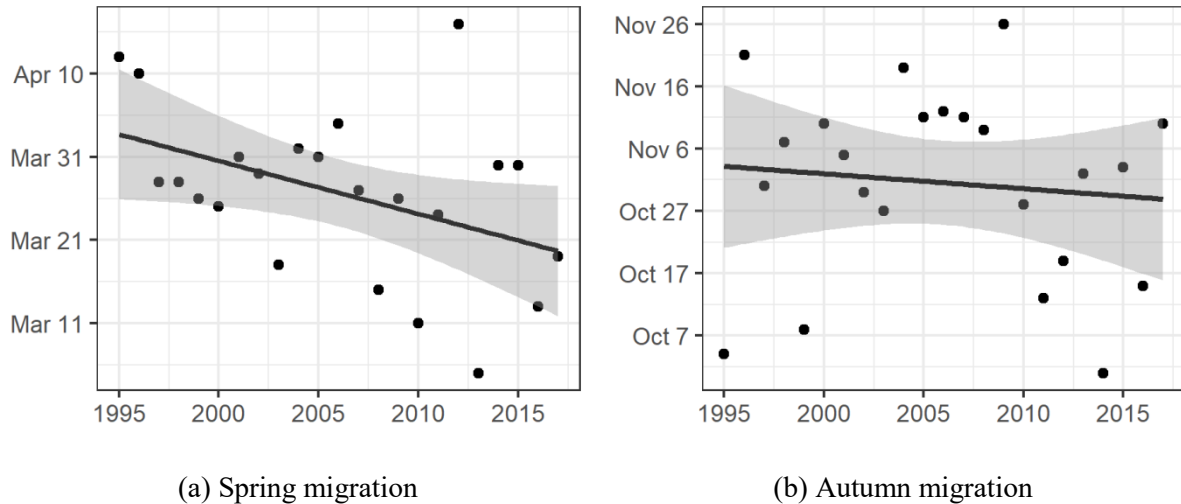 Apr 10
Mar 31
Mar 21
Mar 11
1995 2000 2005 2010 2015
(a) Spring migration
Nov 26
Nov 16
Nov 6
Oct 27
Oct 17
Oct 7
1995 2000 2005 2010 2015
(b) Autumn migration